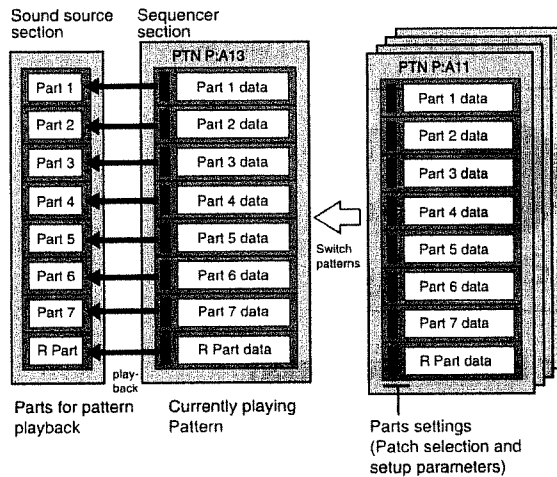 Sound source section
Sequencer section
PTN P:A13
Part 1
Part 2
Part 3
Part 4
Part 5
Part 6
Part 7
R Part
Part 1 data
Part 2 data
Part 3 data
Part 4 data
Part 5 data
Part 6 data
Part 7 data
R Part data
play-
back
Parts for pattern
playback
Currently playing
Pattern
Switch
patterns
PTN P:A11
Part 1 data
Part 2 data
Part 3 data
Part 4 data
Part 5 data
Part 6 data
Part 7 data
R Part data
Parts settings
(Patch selection and
setup parameters)